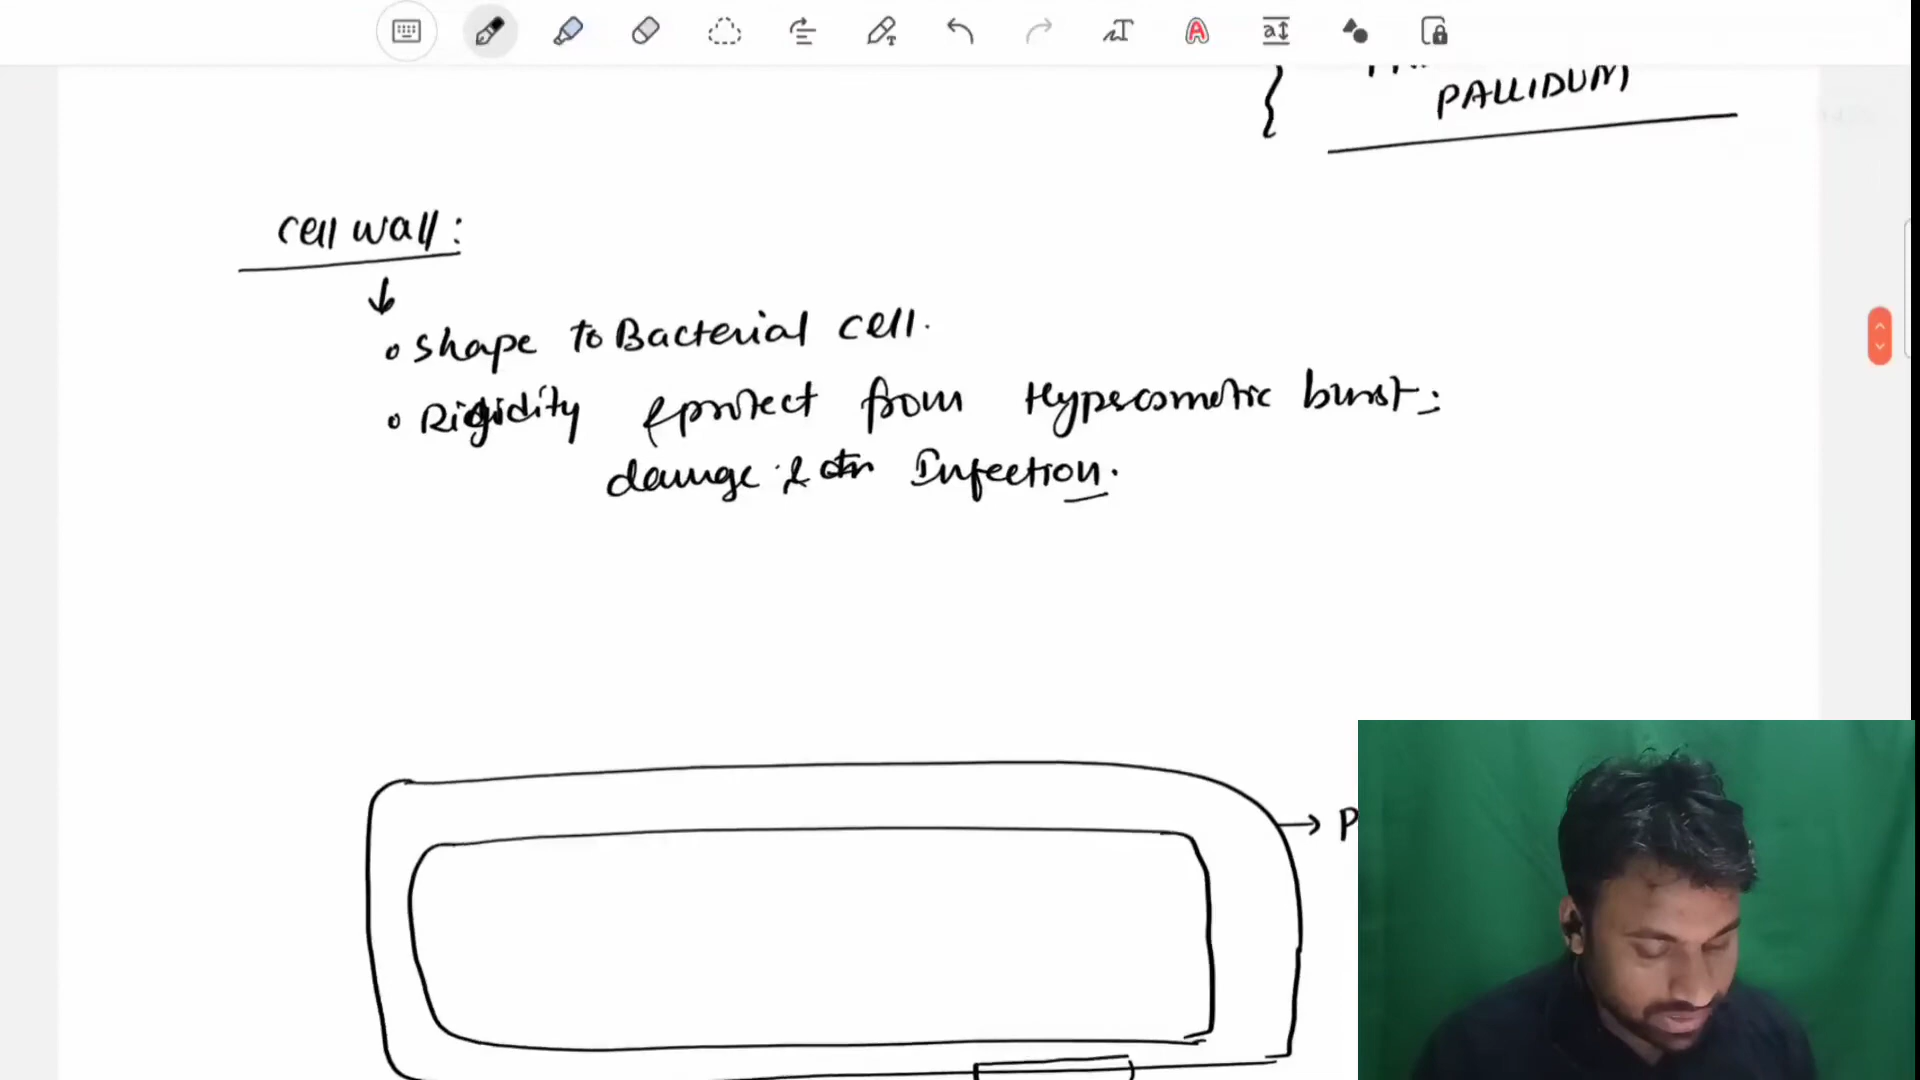 { PALLIDUM
cell wall:
↓
• shape to Bacterial cell.
• Rigidity & protect from Hyperosmotic burst:
damage & Infection.
→ P